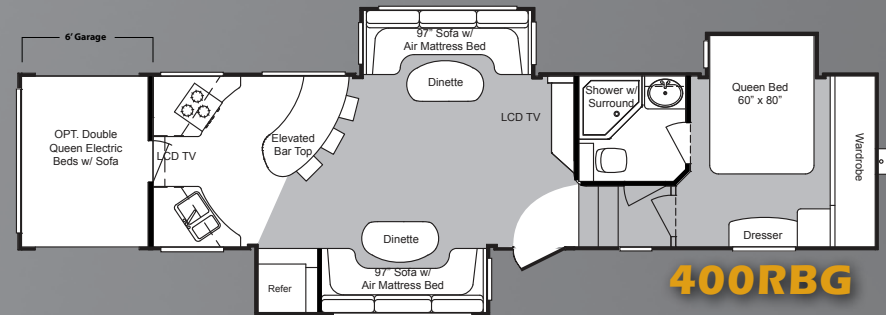 6' Garage
97" Sofa w/
Air Mattress Bed
Dinette
OPT. Double
Queen Electric
Beds w/ Sofa
LCD TV
Elevated
Bar Top
LCD TV
Shower w/
Surround
Queen Bed
60" x 80"
Wardrobe
Dinette
Dresser
Refer
97" Sofa w/
Air Mattress Bed
400RBG